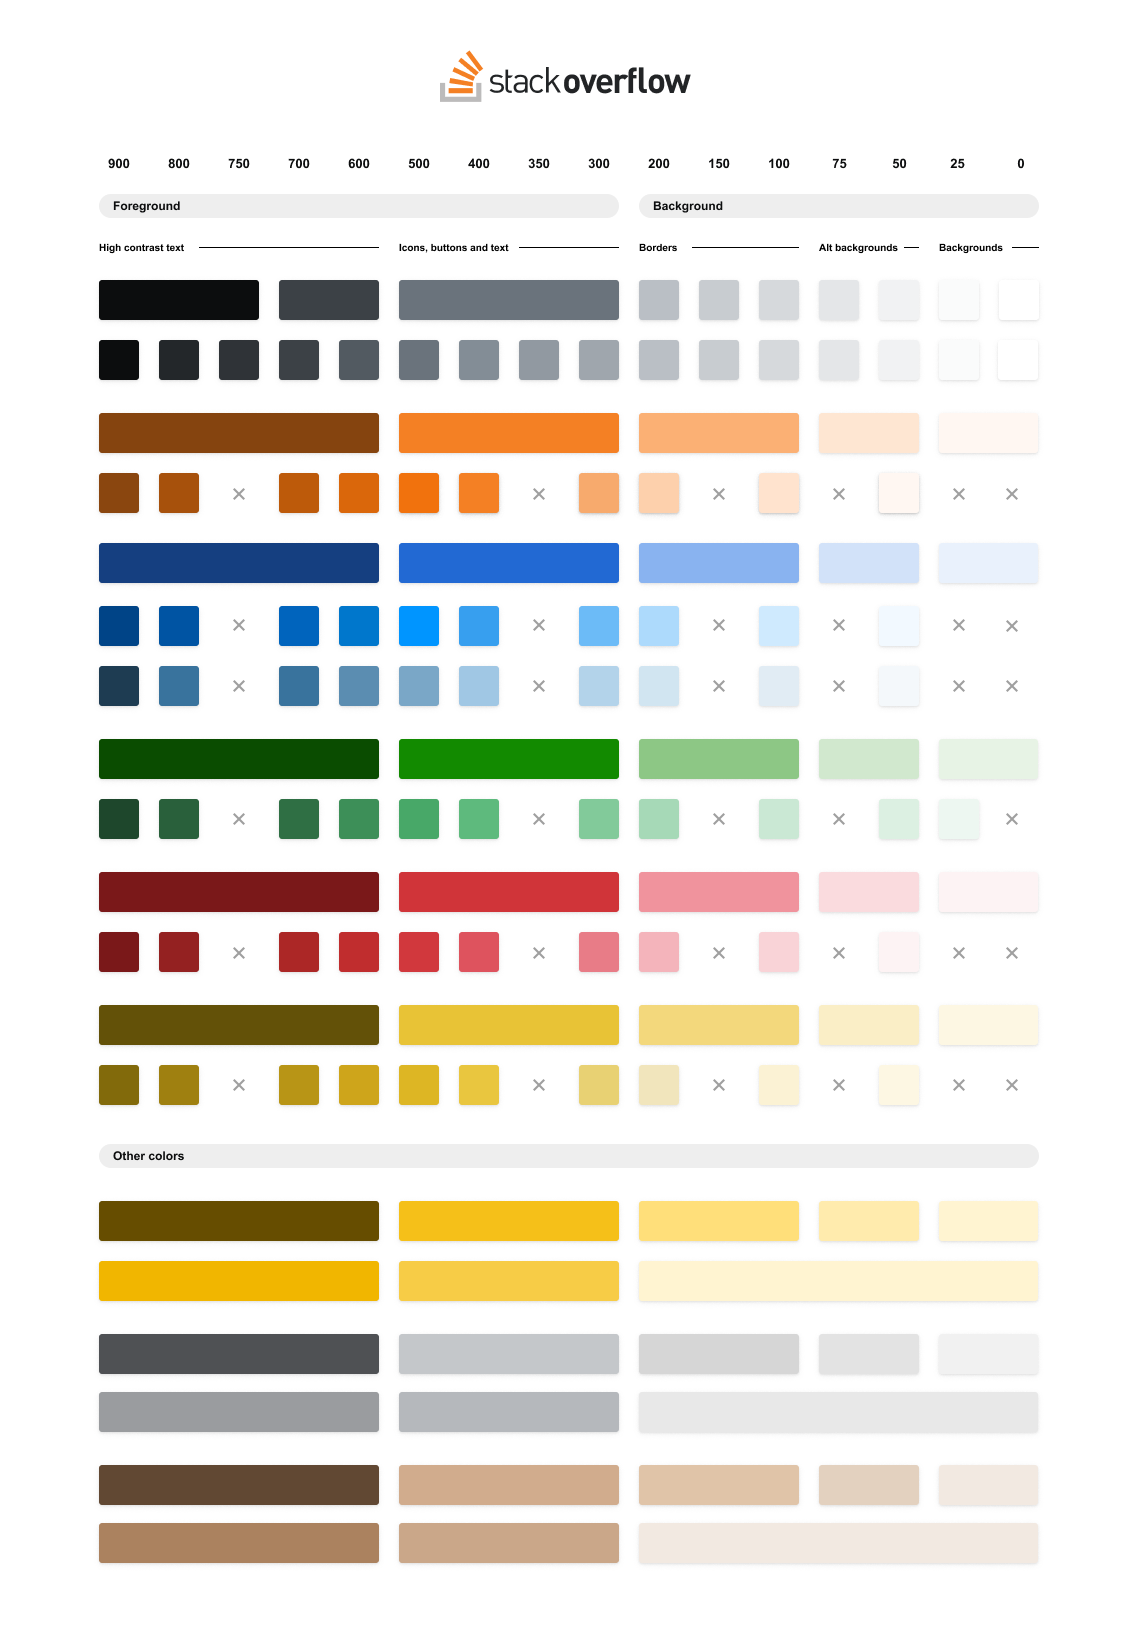 stackoverflow
900 800 750 700 600 500 400 350 300 200 150 100 75 50 25 0
Foreground Background
High contrast text Icons, buttons and text Borders Alt backgrounds Backgrounds
Other colors